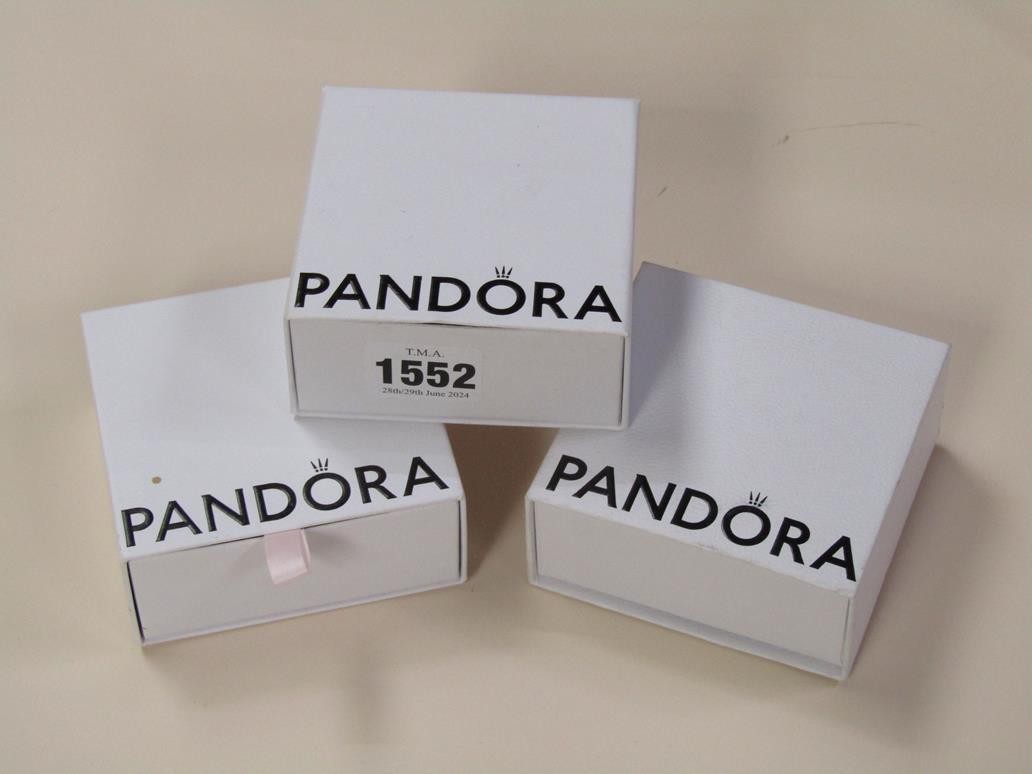 PANDORA
T.M.A.
1552
28th/29th June 2024
PANDORA
PANDORA